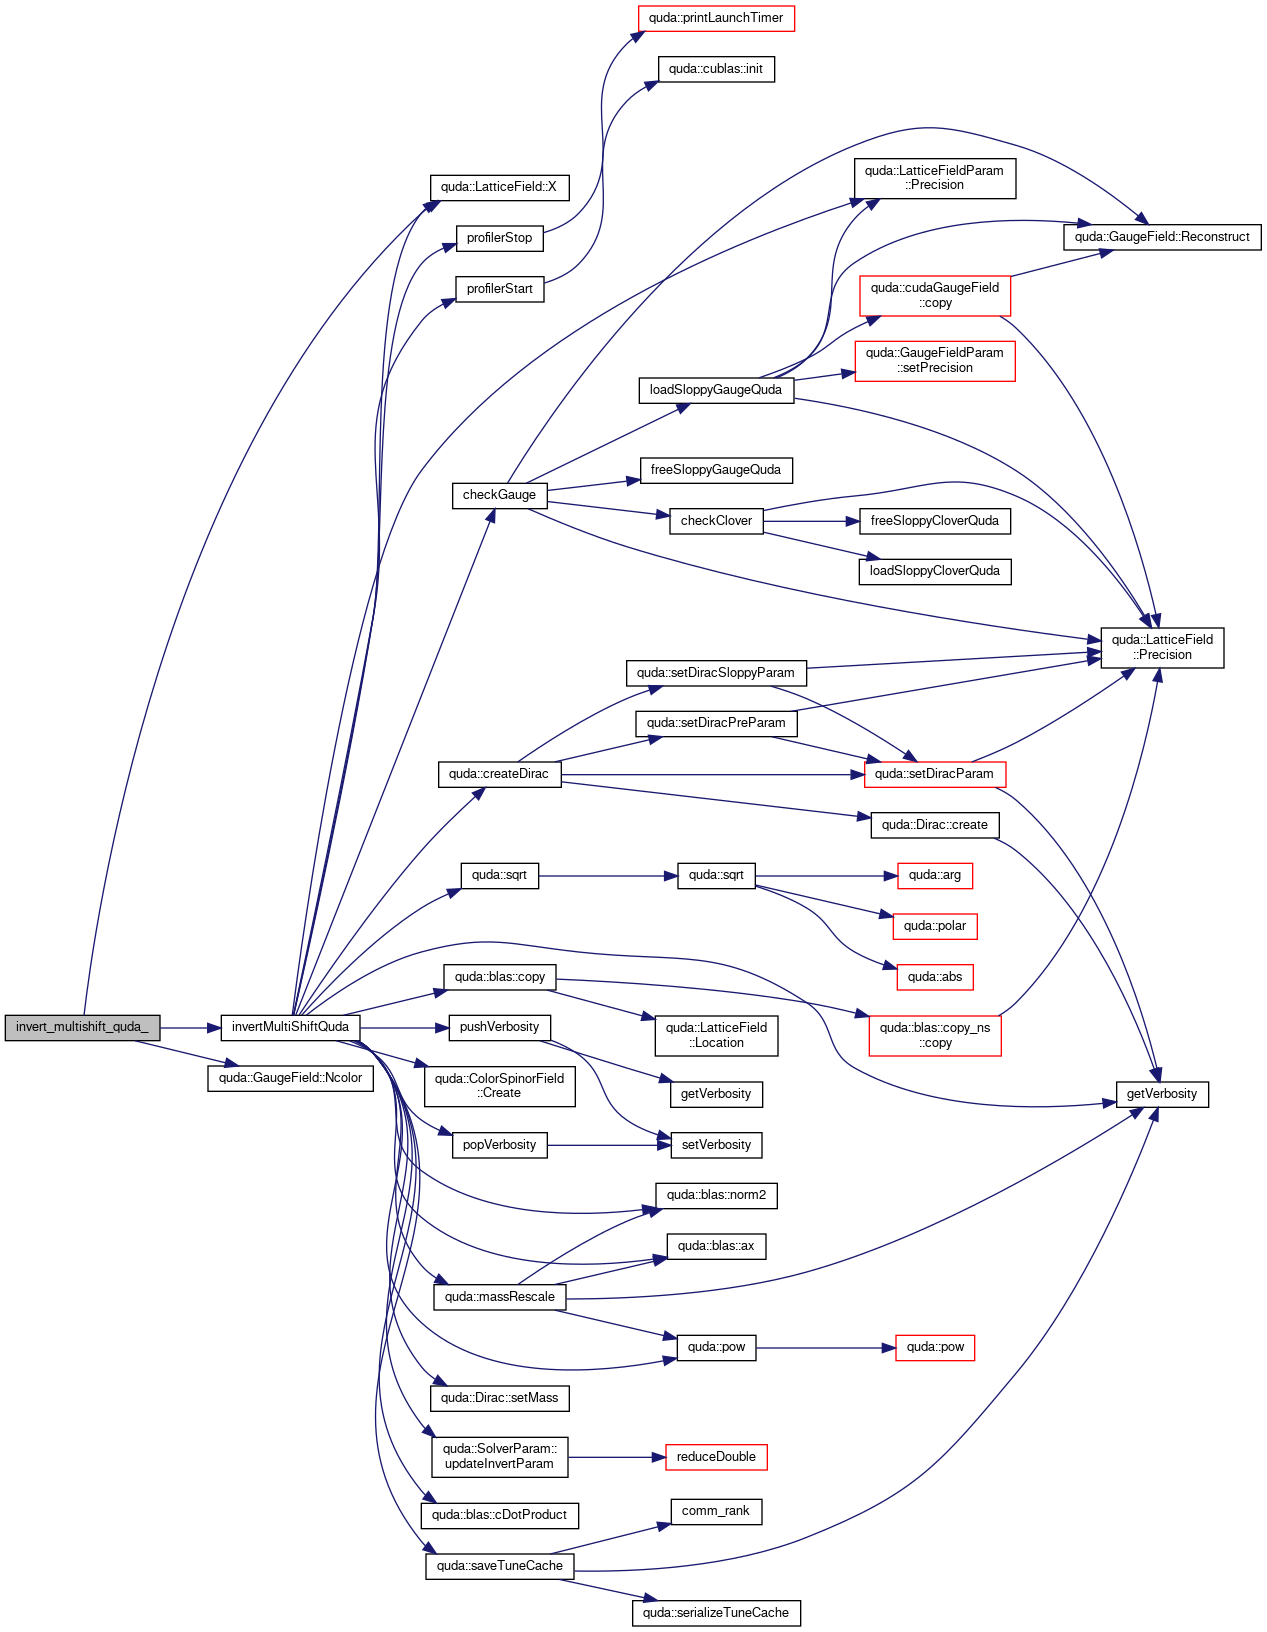 quda::printLaunchTimer
quda::cublas::init
quda::LatticeFieldParam
::Precision
quda::LatticeField::X
profilerStop
quda::GaugeField::Reconstruct
profilerStart
quda::cudaGaugeField
::copy
quda::GaugeFieldParam
::setPrecision
loadSloppyGaugeQuda
freeSloppyGaugeQuda
checkGauge
checkClover
freeSloppyCloverQuda
loadSloppyCloverQuda
quda::LatticeField
::Precision
quda::setDiracSloppyParam
quda::setDiracPreParam
quda::createDirac
quda::setDiracParam
quda::Dirac::create
quda::sqrt
quda::sqrt
quda::arg
quda::polar
quda::blas::copy
quda::abs
invert_multishift_quda_
invertMultiShiftQuda
pushVerbosity
quda::LatticeField
::Location
quda::blas::copy_ns
::copy
quda::GaugeField::Ncolor
quda::ColorSpinorField
::Create
getVerbosity
getVerbosity
popVerbosity
setVerbosity
quda::blas::norm2
quda::blas::ax
quda::massRescale
quda::pow
quda::pow
quda::Dirac::setMass
quda::SolverParam::
updateInvertParam
reduceDouble
quda::blas::cDotProduct
comm_rank
quda::saveTuneCache
quda::serializeTuneCache